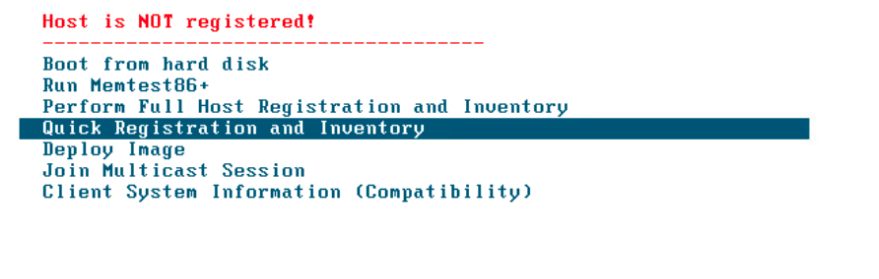 Host is NOT registered!
-------------------------------------
Boot from hard disk
Run Memtest86+
Perform Full Host Registration and Inventory
Quick Registration and Inventory
Deploy Image
Join Multicast Session
Client System Information (Compatibility)